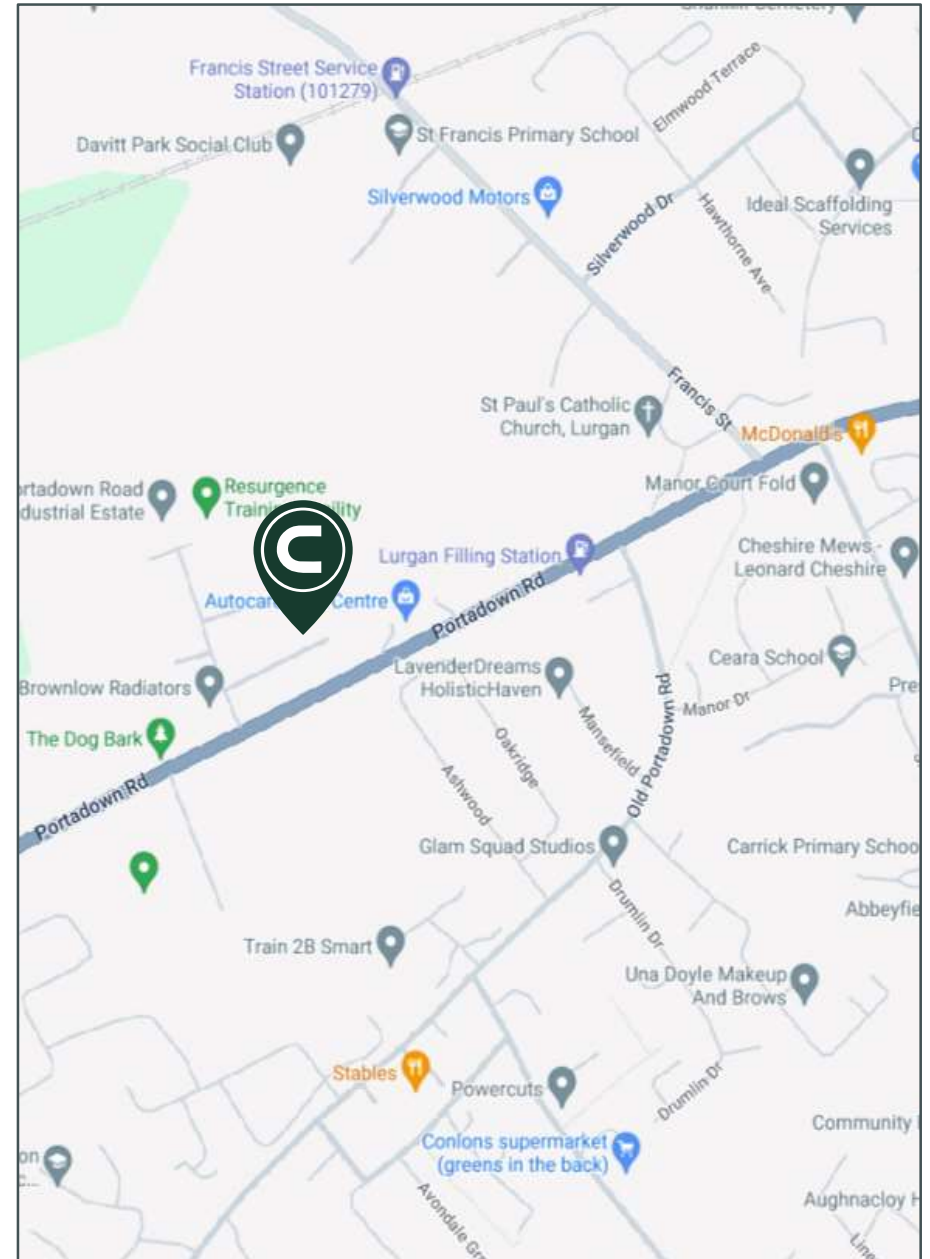 Francis Street Service
Station (101279)
Elmwood Terrace
Davitt Park Social Club
St Francis Primary School
Silverwood Motors
Silverwood Dr
Hawthorne Ave
Ideal Scaffolding
Services
Francis St
St Paul's Catholic
Church, Lurgan
McDonald's
Manor Court Fold
rtadown Road
dustrial Estate
Resurgence
Lurgan Filling Station
Cheshire Mews -
Leonard Cheshire
Centre
Portadown Rd
LavenderDreams
HolisticHaven
Ceara School
Brownlow Radiators
Pre
Manor Dr
Mansefield
Oakridge
Old Portadown Rd
The Dog Bark
Ashwood
Portadown Rd
Glam Squad Studios
Carrick Primary Schoo
Drumlin Dr
Abbeyfie
Train 2B Smart
Una Doyle Makeup
And Brows
Stables
Powercuts
Drumlin Dr
Community
Conlons supermarket
(greens in the back)
on
Avondale Gr
Aughnacloy H